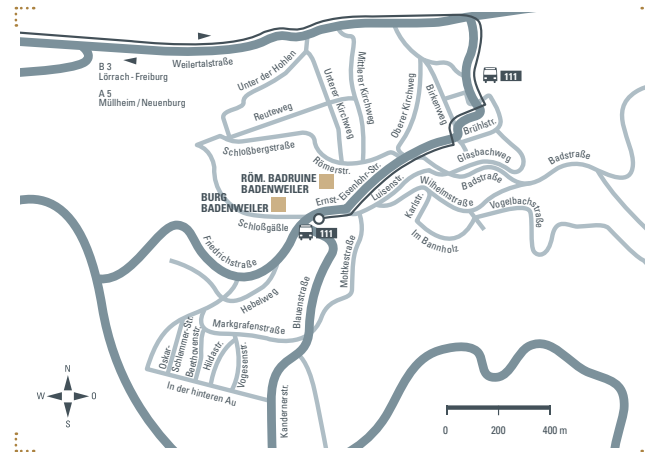 Weilertalstraße
B 3
Lörrach - Freiburg
A 5
Müllheim / Neuenburg
111
Unter der Hohlen
Unterer Kirchweg
Mittlerer Kirchweg
Oberer Kirchweg
Birkenweg
Reuteweg
Brühlstr.
Schloßbergstraße
Römerstr.
Glasbachweg
Badstraße
RÖM. BADRUINE
BADENWEILER
Ernst-Eisenlohr-Str.
Luisenstr.
Wilhelmstraße
Badstraße
BURG
BADENWEILER
Karlstr.
Vogelbachstraße
Schloßgäßle
111
Im Bannholz
Friedrichstraße
Moltkestraße
Hebelweg
Blauenstraße
Markgrafenstraße
Oskar-
Schlemmer-Str.
Beethovenstr.
Hildastr.
Vogesenstr.
In der hinteren Au
Kandernerstr.
N
W
O
S
0
200
400 m